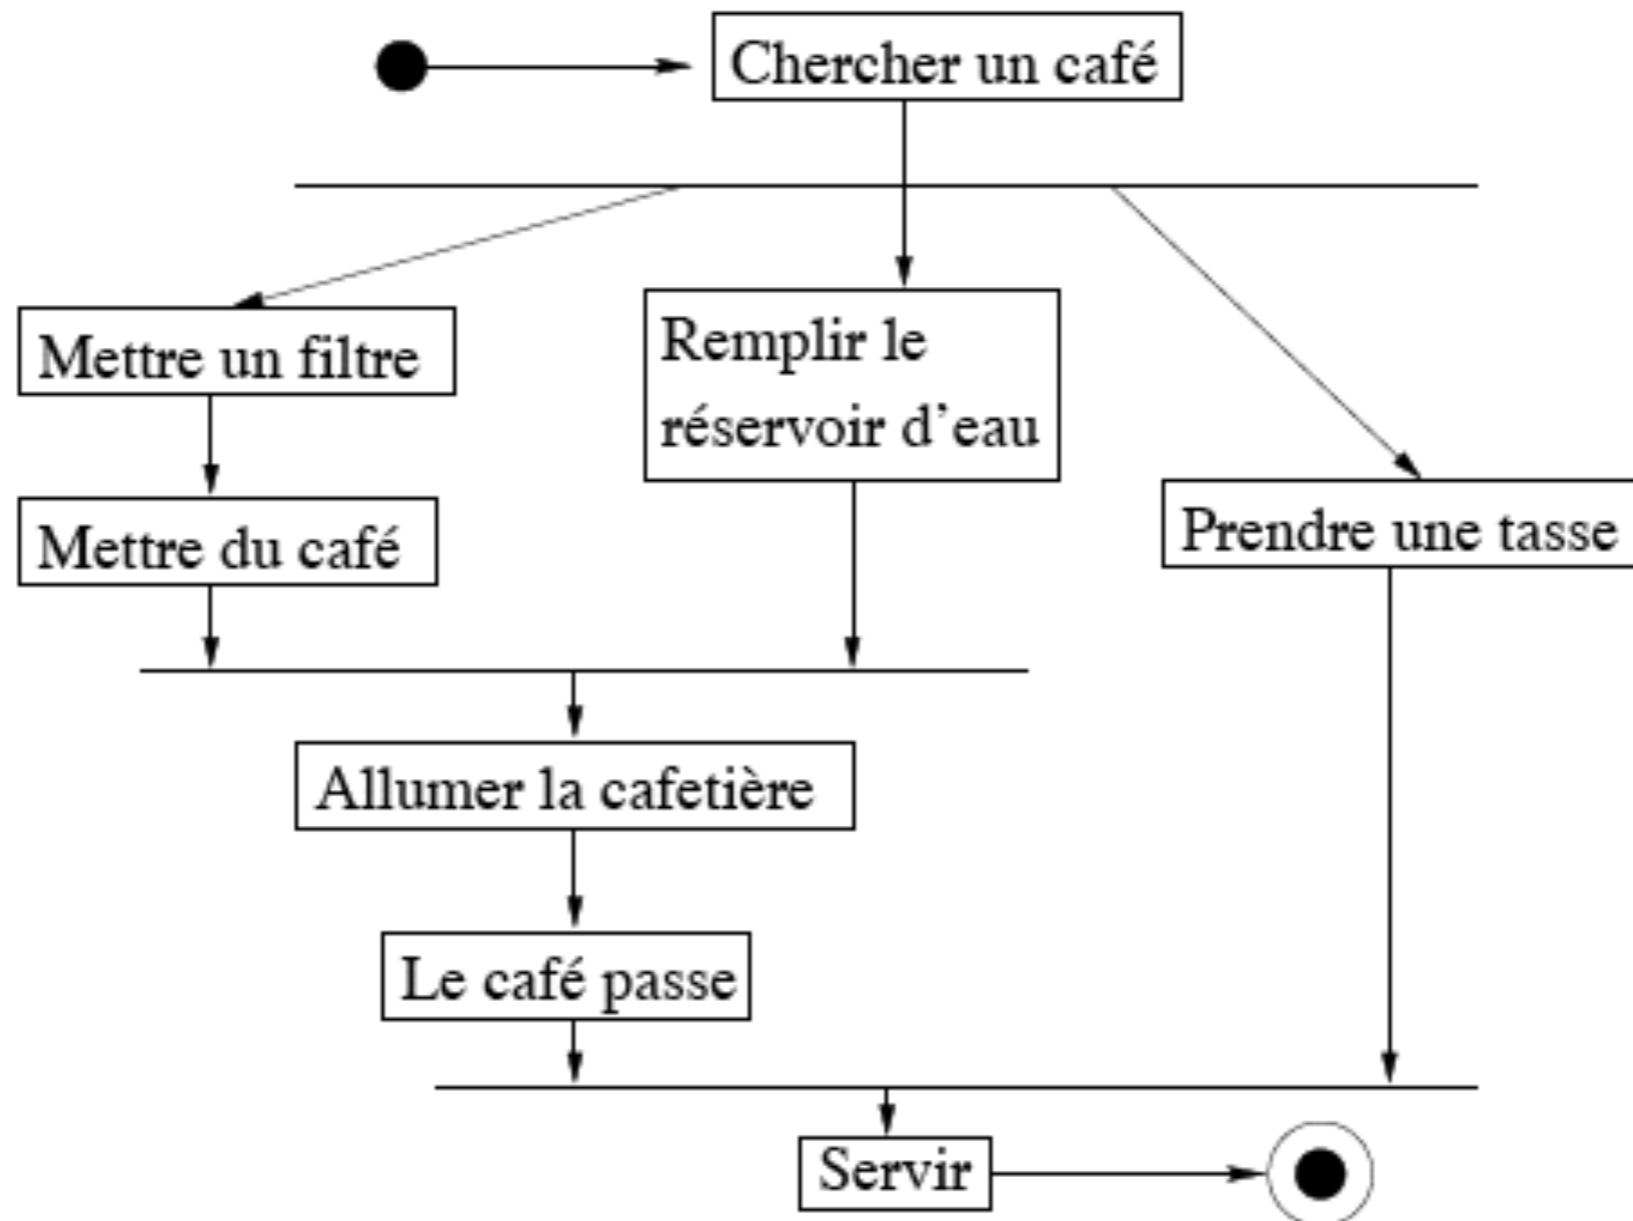 Chercher un café
Mettre un filtre
Remplir le
réservoir d'eau
Mettre du café
Prendre une tasse
Allumer la cafetière
Le café passe
Servir